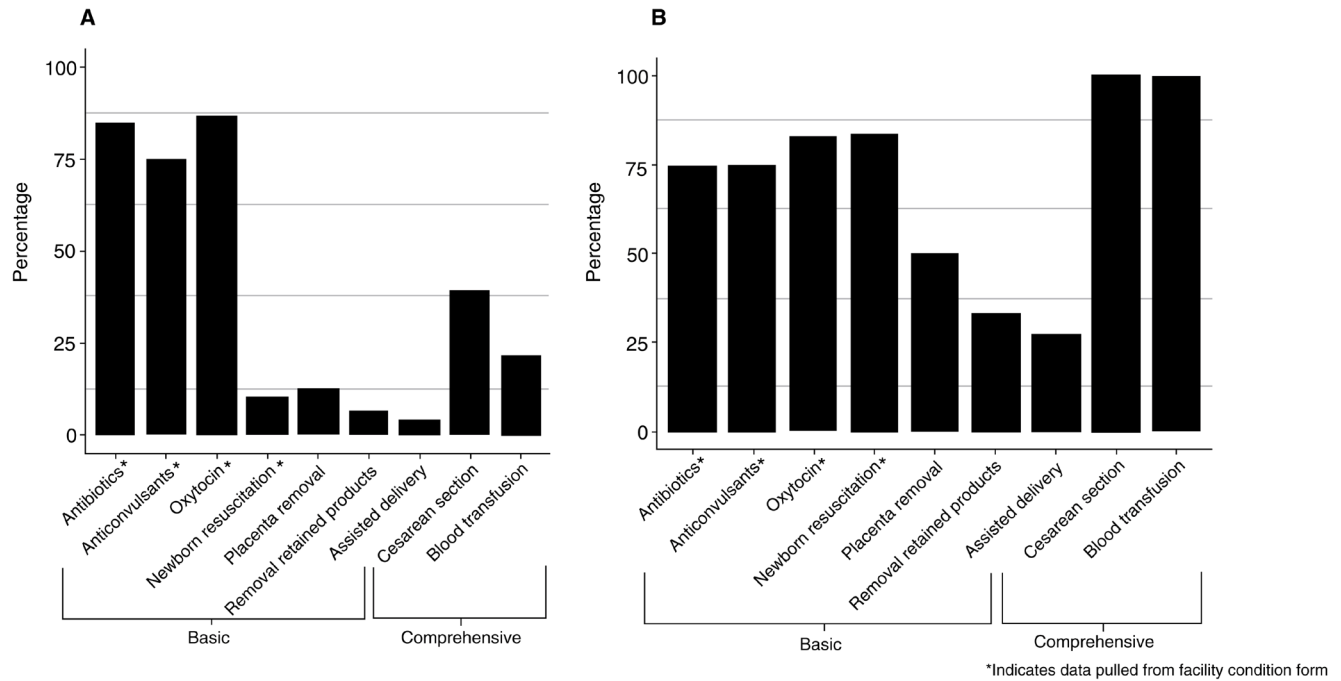 A
Percentage
100
75
50
25
0
Antibiotics*
Anticonvulsants*
Oxytocin*
Newborn resuscitation*
Placenta removal
Removal retained products
Assisted delivery
Cesarean section
Blood transfusion
Basic
Comprehensive
B
Percentage
100
75
50
25
0
Antibiotics*
Anticonvulsants*
Oxytocin*
Newborn resuscitation*
Placenta removal
Removal retained products
Assisted delivery
Cesarean section
Blood transfusion
Basic
Comprehensive
*Indicates data pulled from facility condition form